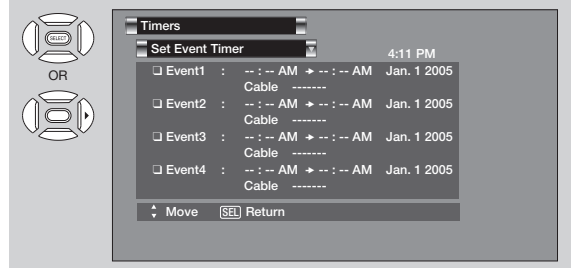 SELECT
OR
Timers
Set Event Timer
4:11 PM
❏ Event1 : -- : -- AM ➔ -- : -- AM Jan. 1 2005
Cable -------
❏ Event2 : -- : -- AM ➔ -- : -- AM Jan. 1 2005
Cable -------
❏ Event3 : -- : -- AM ➔ -- : -- AM Jan. 1 2005
Cable -------
❏ Event4 : -- : -- AM ➔ -- : -- AM Jan. 1 2005
Cable -------
Move SEL Return